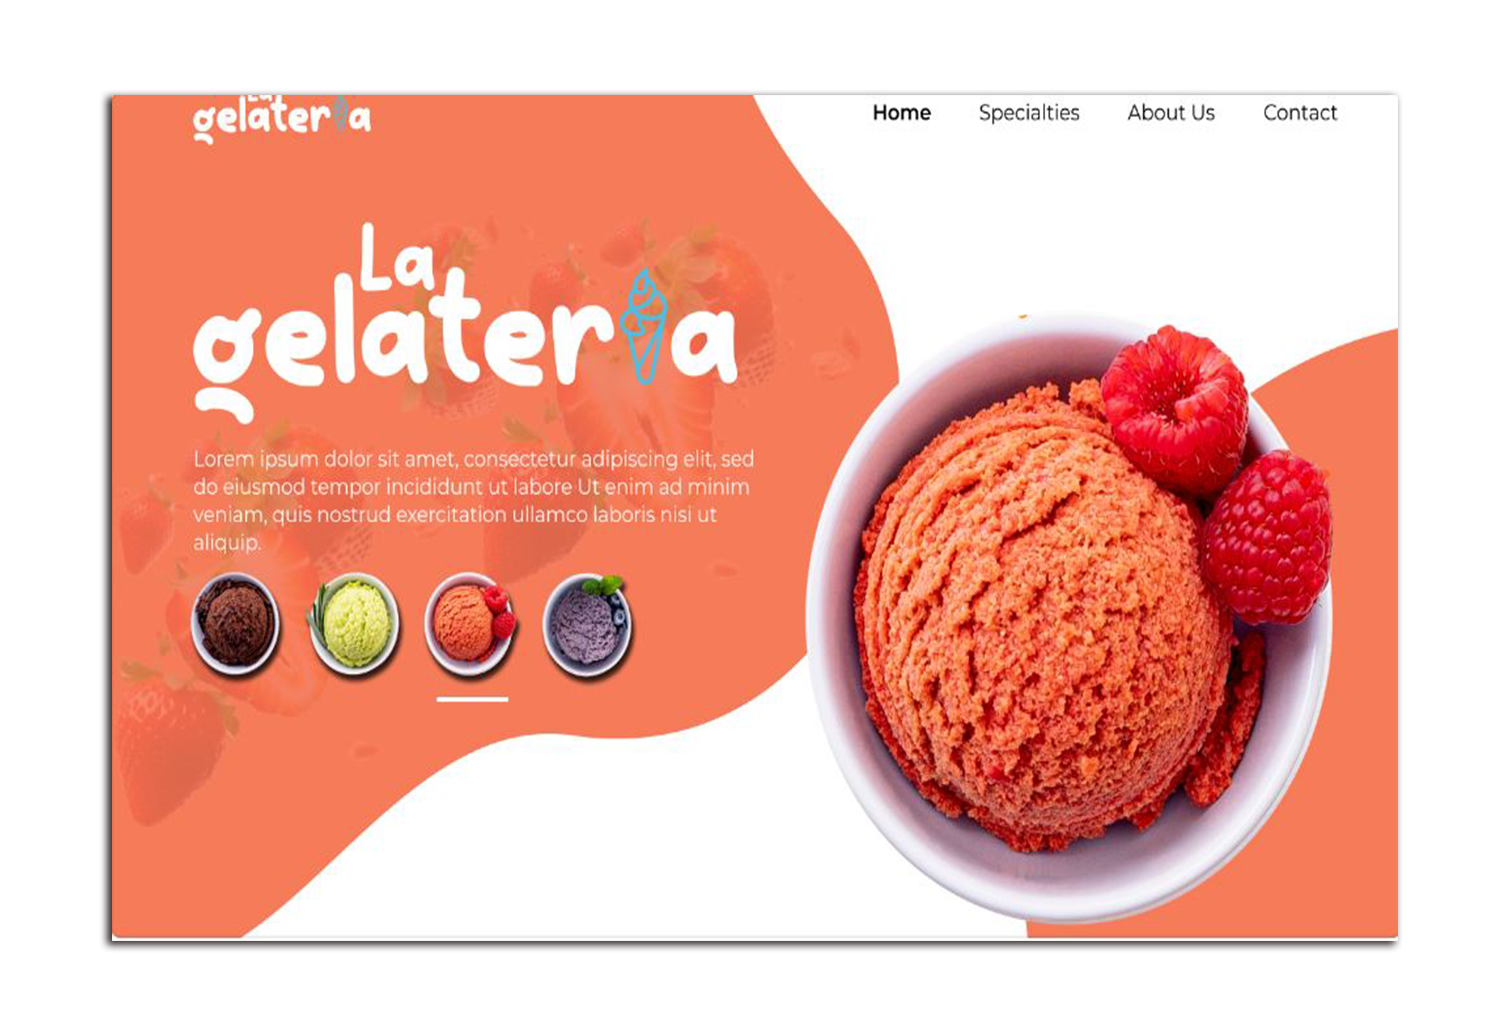 La
gelateria
Home Specialties About Us Contact
La
gelateria
Lorem ipsum dolor sit amet, consectetur adipiscing elit, sed
do eiusmod tempor incididunt ut labore Ut enim ad minim
veniam, quis nostrud exercitation ullamco laboris nisi ut
aliquip.